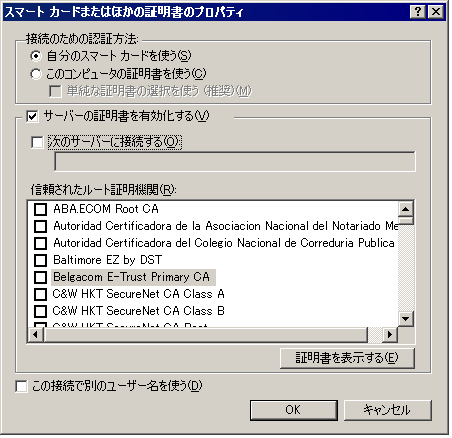 スマート カードまたはほかの証明書のプロパティ
接続のための認証方法:
自分のスマート カードを使う(S)
このコンピュータの証明書を使う(C)
単純な証明書の選択を使う (推奨)(M)
サーバーの証明書を有効化する(V)
次のサーバーに接続する(O):
信頼されたルート証明機関(R):
ABA.ECOM Root CA
Autoridad Certificadora de la Asociacion Nacional del Notariado Me
Autoridad Certificadora del Colegio Nacional de Correduria Publica
Baltimore EZ by DST
Belgacom E-Trust Primary CA
C&W HKT SecureNet CA Class A
C&W HKT SecureNet CA Class B
C&W HKT SecureNet CA Root
証明書を表示する(E)
この接続で別のユーザー名を使う(D)
OK
キャンセル